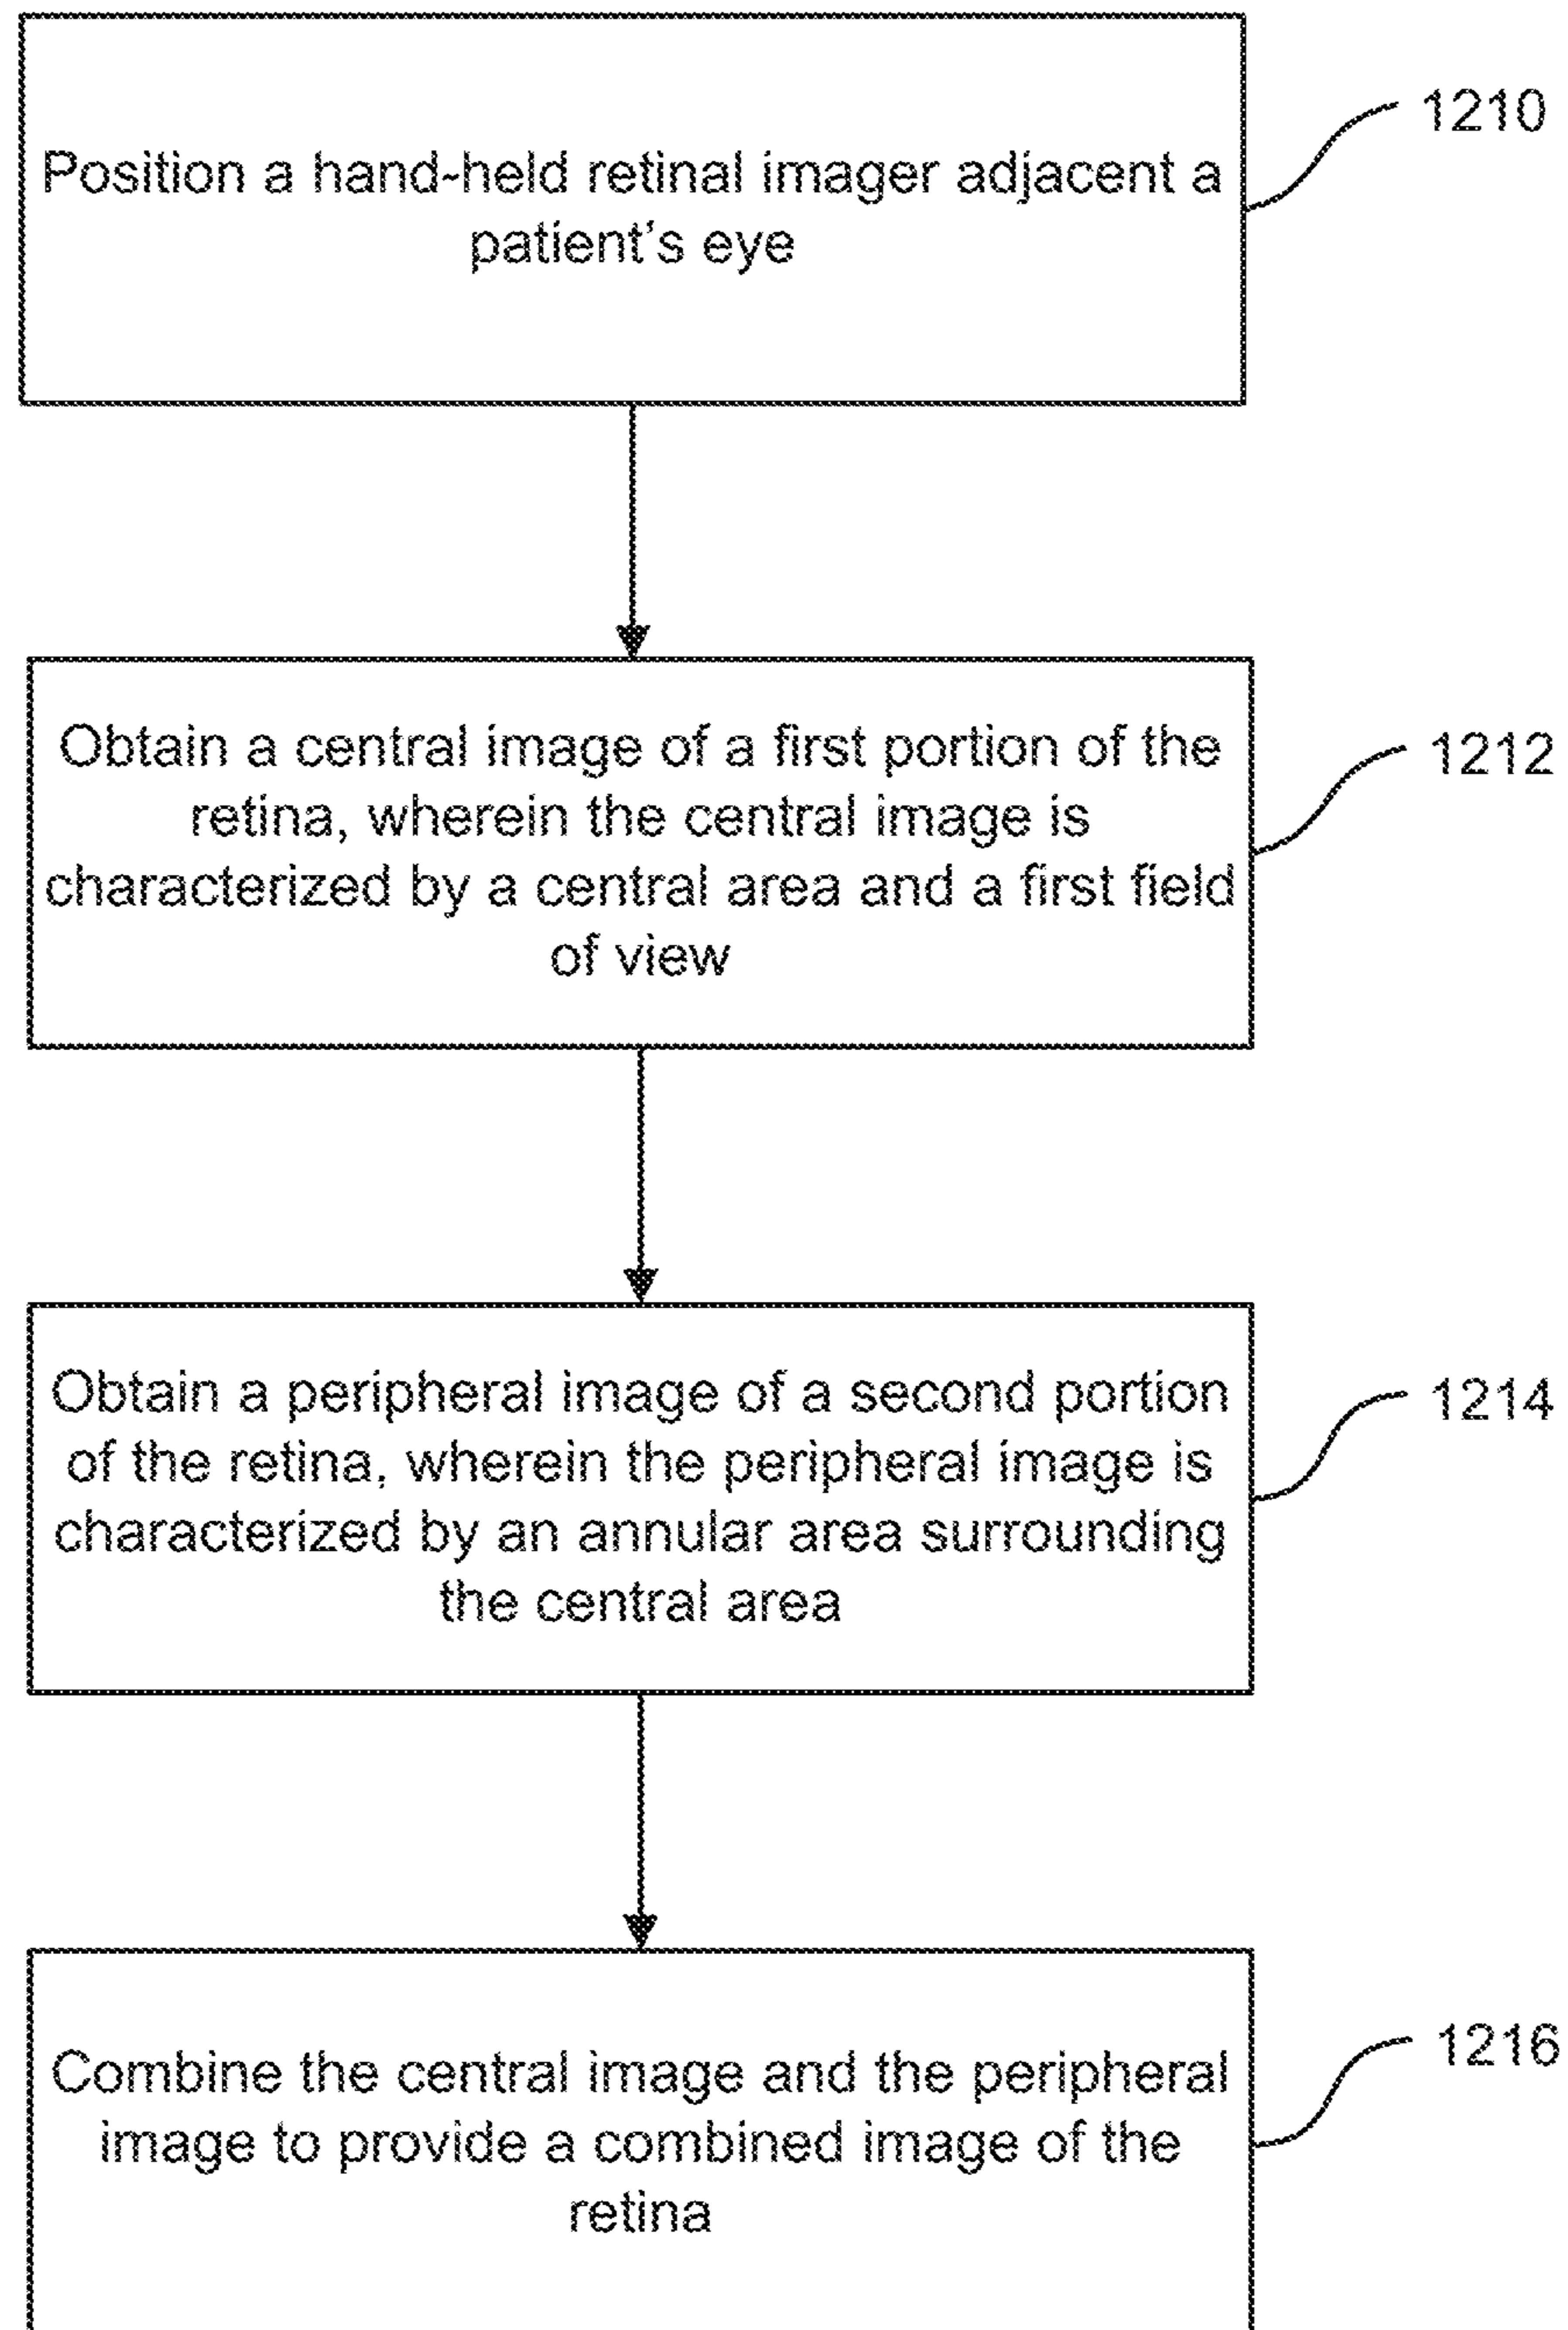 1210
Position a hand-held retinal imager adjacent a
patient's eye
1212
Obtain a central image of a first portion of the
retina, wherein the central image is
characterized by a central area and a first field
of view
1214
Obtain a peripheral image of a second portion
of the retina, wherein the peripheral image is
characterized by an annular area surrounding
the central area
1216
Combine the central image and the peripheral
image to provide a combined image of the
retina